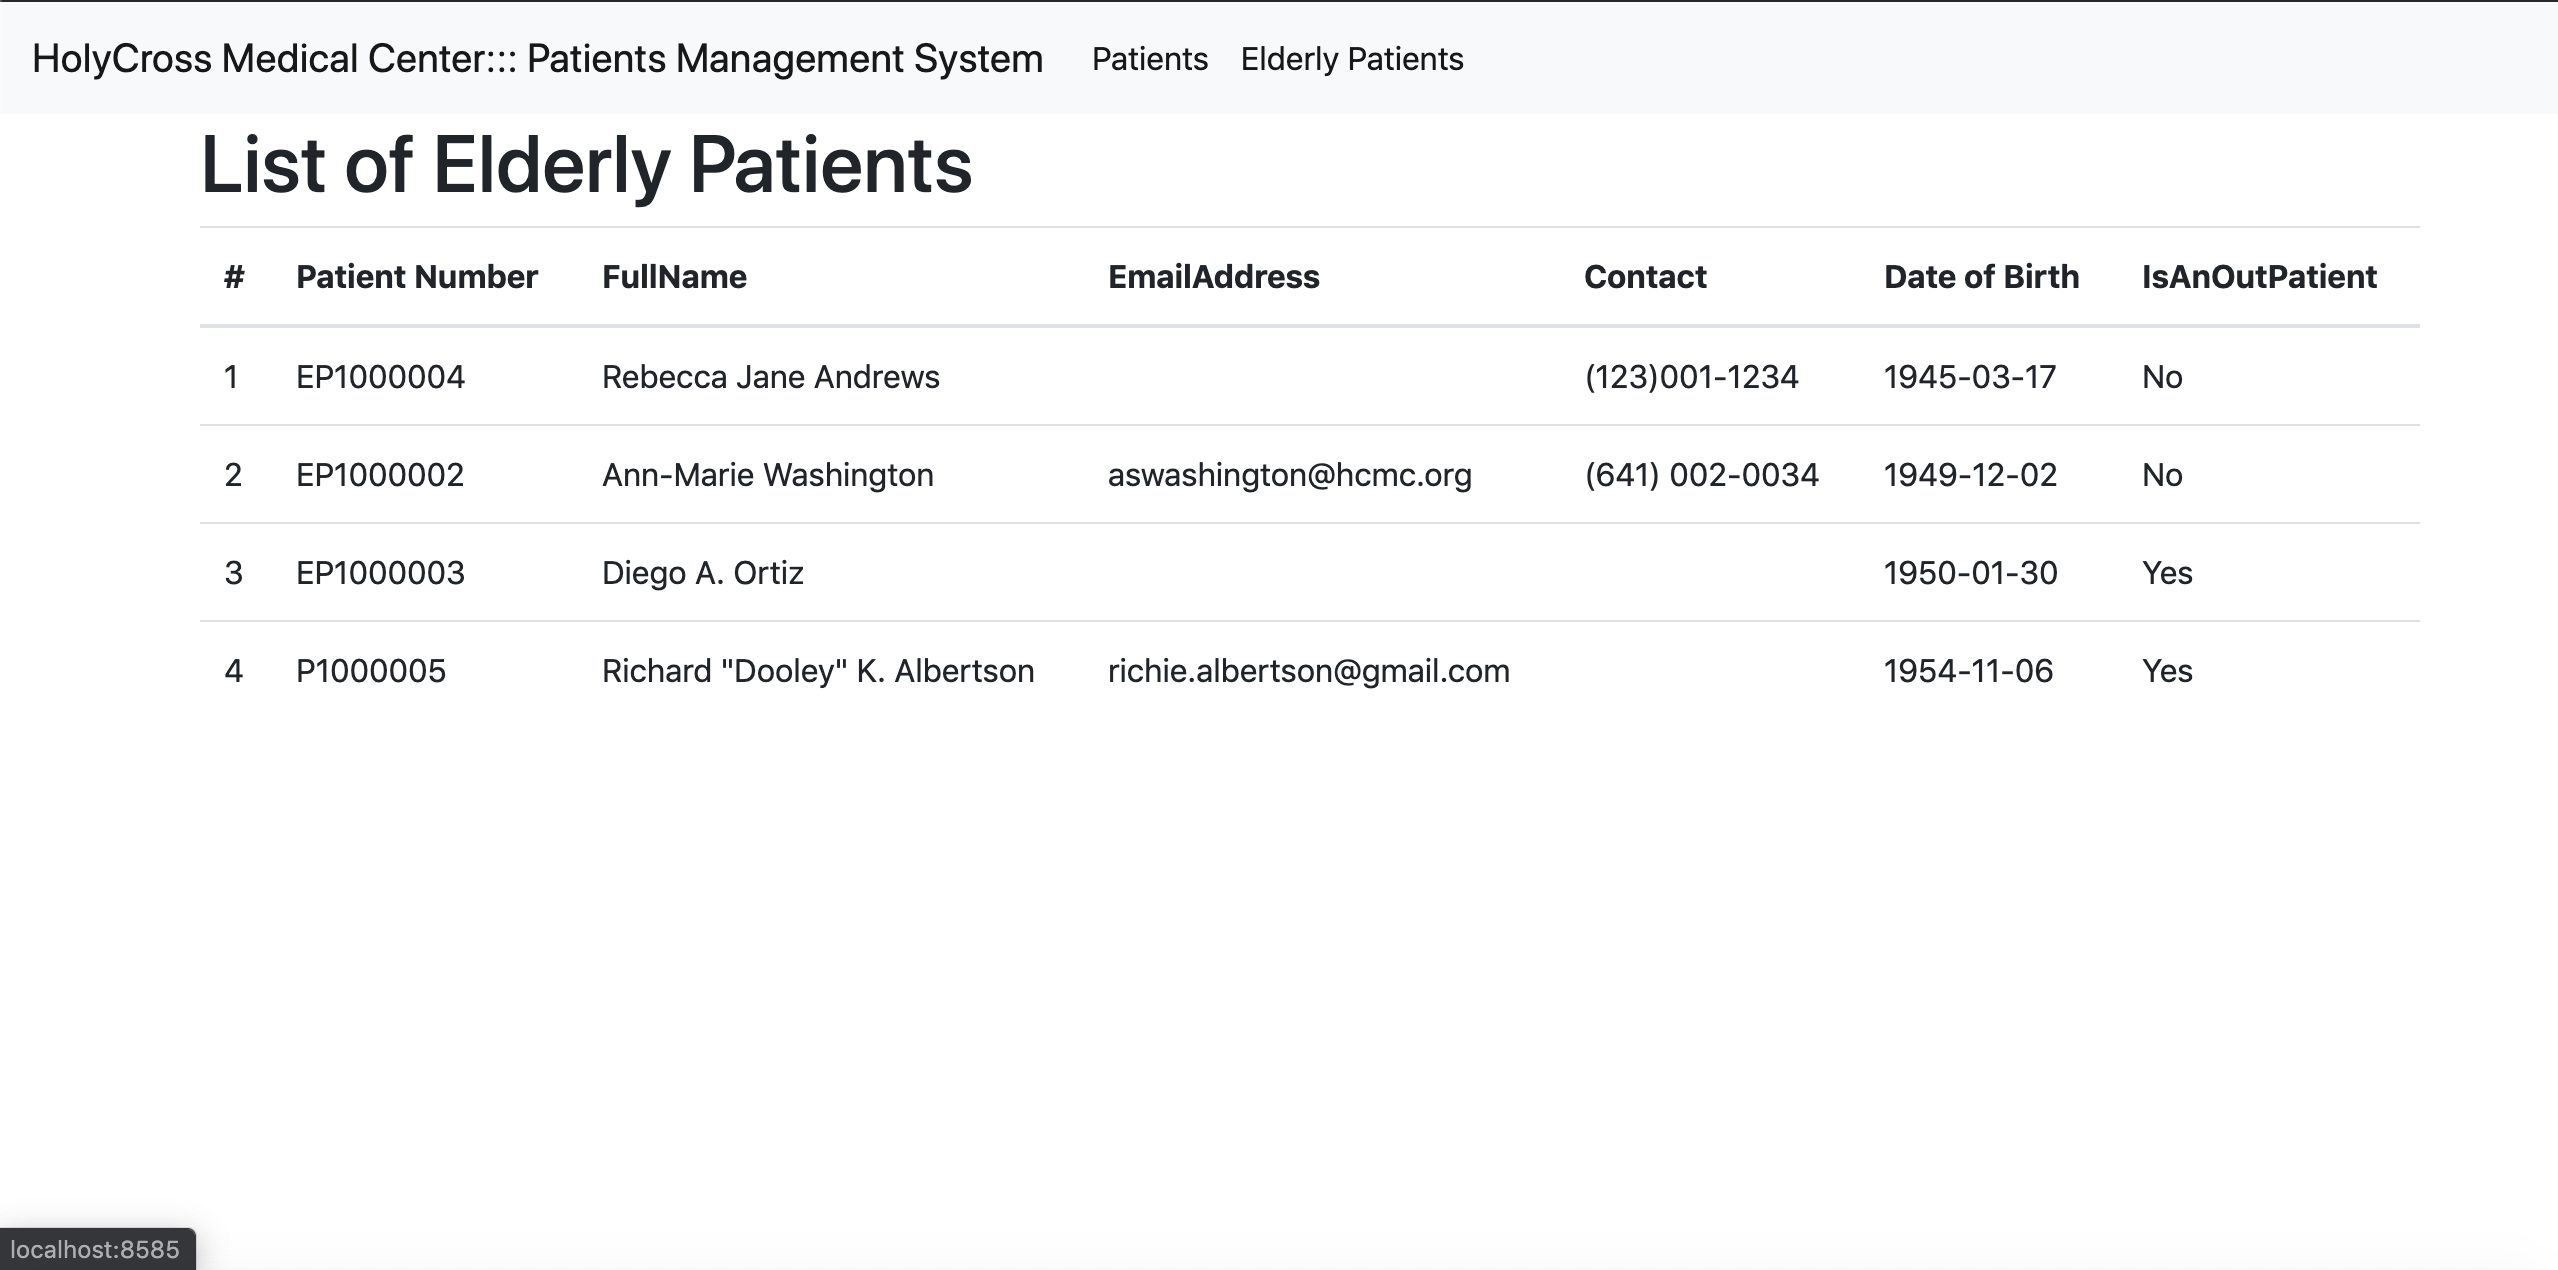 HolyCross Medical Center::: Patients Management System Patients Elderly Patients
List of Elderly Patients
# Patient Number FullName EmailAddress Contact Date of Birth IsAnOutPatient
1 EP1000004 Rebecca Jane Andrews (123)001-1234 1945-03-17 No
2 EP1000002 Ann-Marie Washington aswashington@hcmc.org (641) 002-0034 1949-12-02 No
3 EP1000003 Diego A. Ortiz 1950-01-30 Yes
4 P1000005 Richard "Dooley" K. Albertson richie.albertson@gmail.com 1954-11-06 Yes
localhost:8585